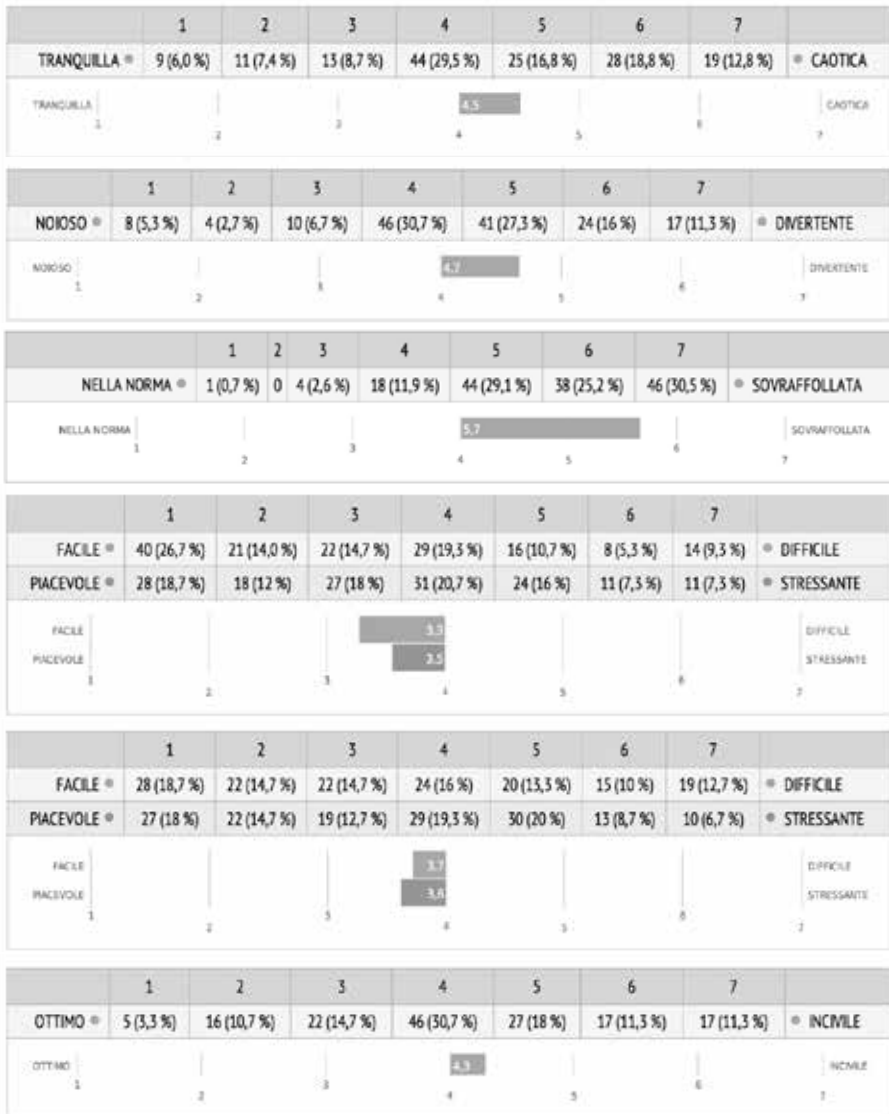 1 2 3 4 5 6 7
TRANQUILLA 9 (6,0 %) 11 (7,4 %) 13 (8,7 %) 44 (29,5 %) 25 (16,8 %) 28 (18,8 %) 19 (12,8 %) CAOTICA
TRANQUILLA 4,5 CAOTICA
1 2 3 4 5 6 7
1 2 3 4 5 6 7
NOIOSO 8 (5,3 %) 4 (2,7 %) 10 (6,7 %) 46 (30,7 %) 41 (27,3 %) 24 (16 %) 17 (11,3 %) DIVERTENTE
NOIOSO 4,7 DIVERTENTE
1 2 3 4 5 6 7
1 2 3 4 5 6 7
NELLA NORMA 1 (0,7 %) 0 4 (2,6 %) 18 (11,9 %) 44 (29,1 %) 38 (25,2 %) 46 (30,5 %) SOVRAFFOLLATA
NELLA NORMA 5,7 SOVRAFFOLLATA
1 2 3 4 5 6 7
1 2 3 4 5 6 7
FACILE 40 (26,7 %) 21 (14,0 %) 22 (14,7 %) 29 (19,3 %) 16 (10,7 %) 8 (5,3 %) 14 (9,3 %) DIFFICILE
PIACEVOLE 28 (18,7 %) 18 (12 %) 27 (18 %) 31 (20,7 %) 24 (16 %) 11 (7,3 %) 11 (7,3 %) STRESSANTE
FACILE 3,3 DIFFICILE
PIACEVOLE 3,5 STRESSANTE
1 2 3 4 5 6 7
1 2 3 4 5 6 7
FACILE 28 (18,7 %) 22 (14,7 %) 22 (14,7 %) 24 (16 %) 20 (13,3 %) 15 (10 %) 19 (12,7 %) DIFFICILE
PIACEVOLE 27 (18 %) 22 (14,7 %) 19 (12,7 %) 29 (19,3 %) 30 (20 %) 13 (8,7 %) 10 (6,7 %) STRESSANTE
FACILE 3,7 DIFFICILE
PIACEVOLE 3,6 STRESSANTE
1 2 3 4 5 6 7
1 2 3 4 5 6 7
OTTIMO 5 (3,3 %) 16 (10,7 %) 22 (14,7 %) 46 (30,7 %) 27 (18 %) 17 (11,3 %) 17 (11,3 %) INCIVILE
OTTIMO 4,3 INCIVILE
1 2 3 4 5 6 7